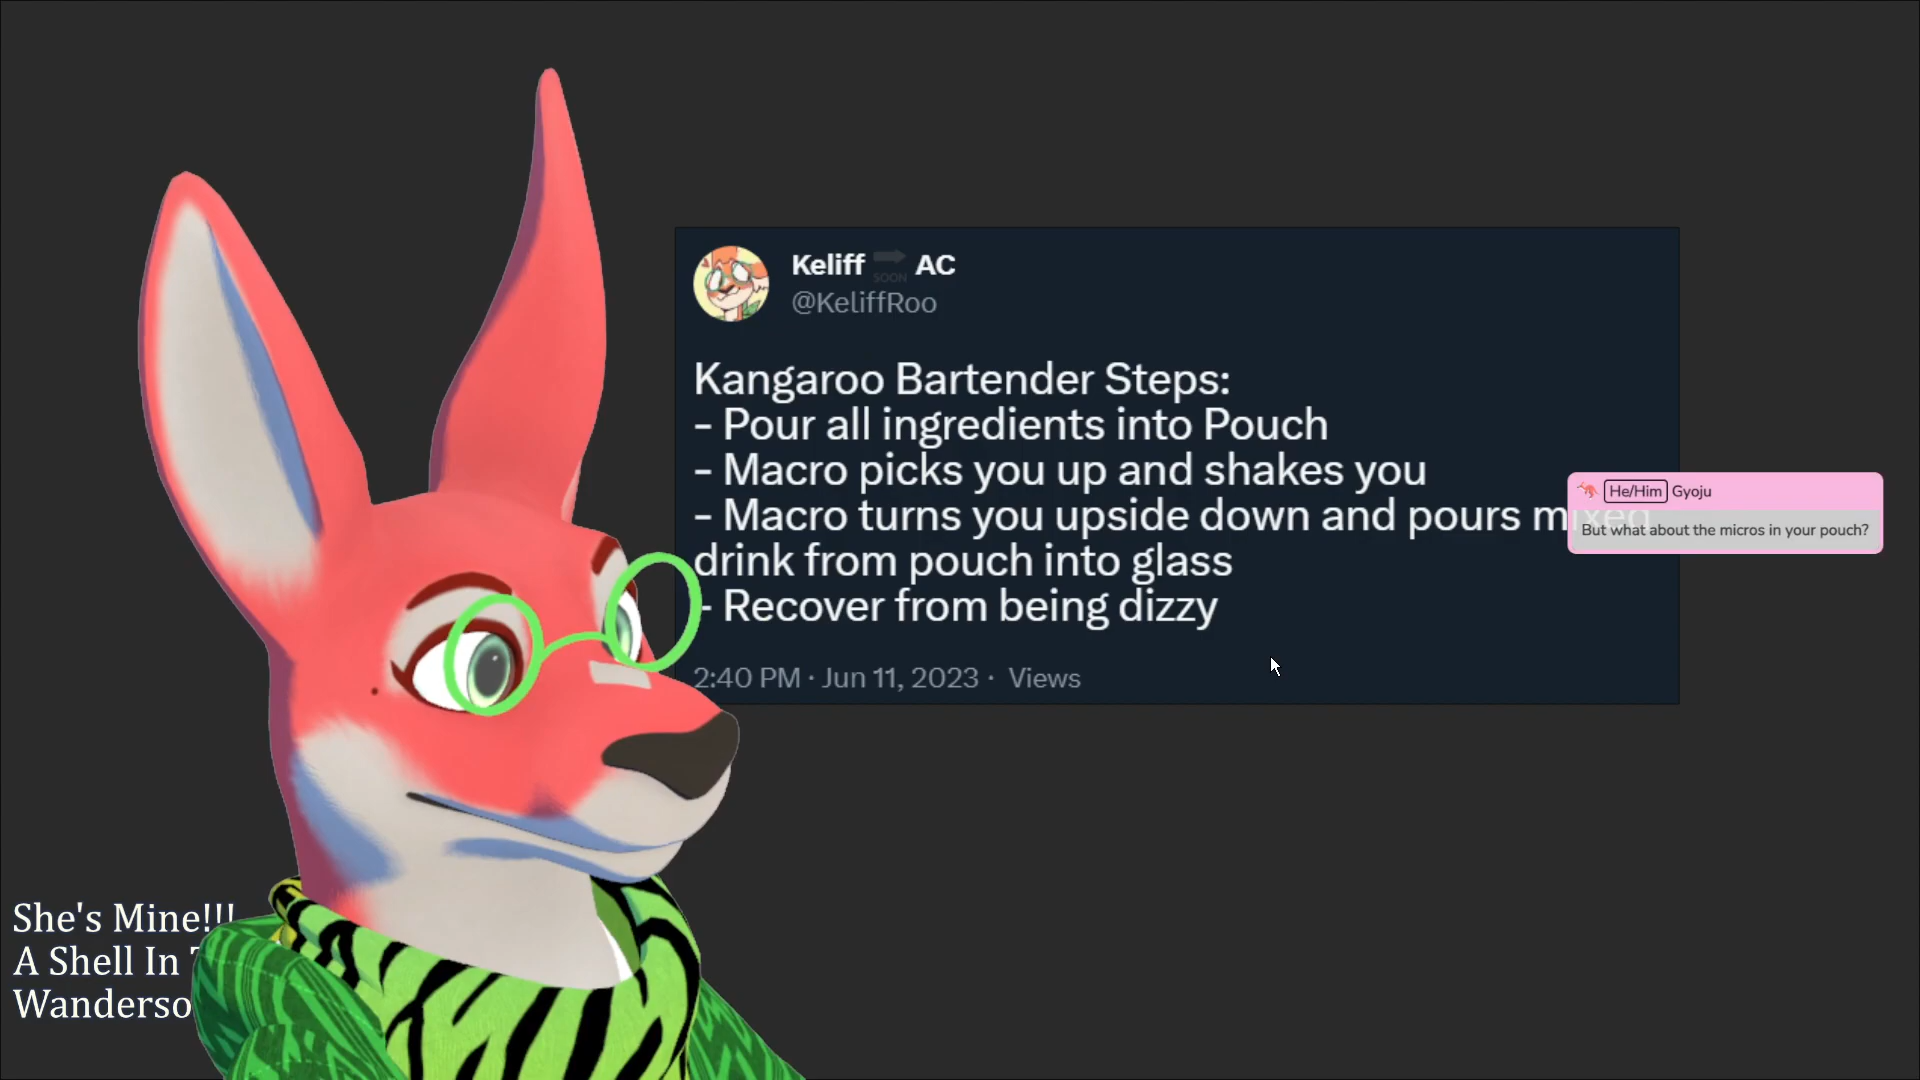 Keliff SOON AC
@KeliffRoo
Kangaroo Bartender Steps:
- Pour all ingredients into Pouch
- Macro picks you up and shakes you
- Macro turns you upside down and pours mixed
drink from pouch into glass
- Recover from being dizzy
2:40 PM · Jun 11, 2023 · Views
He/Him Gyoju
But what about the micros in your pouch?
She's Mine!!!
A Shell In
Wanderso